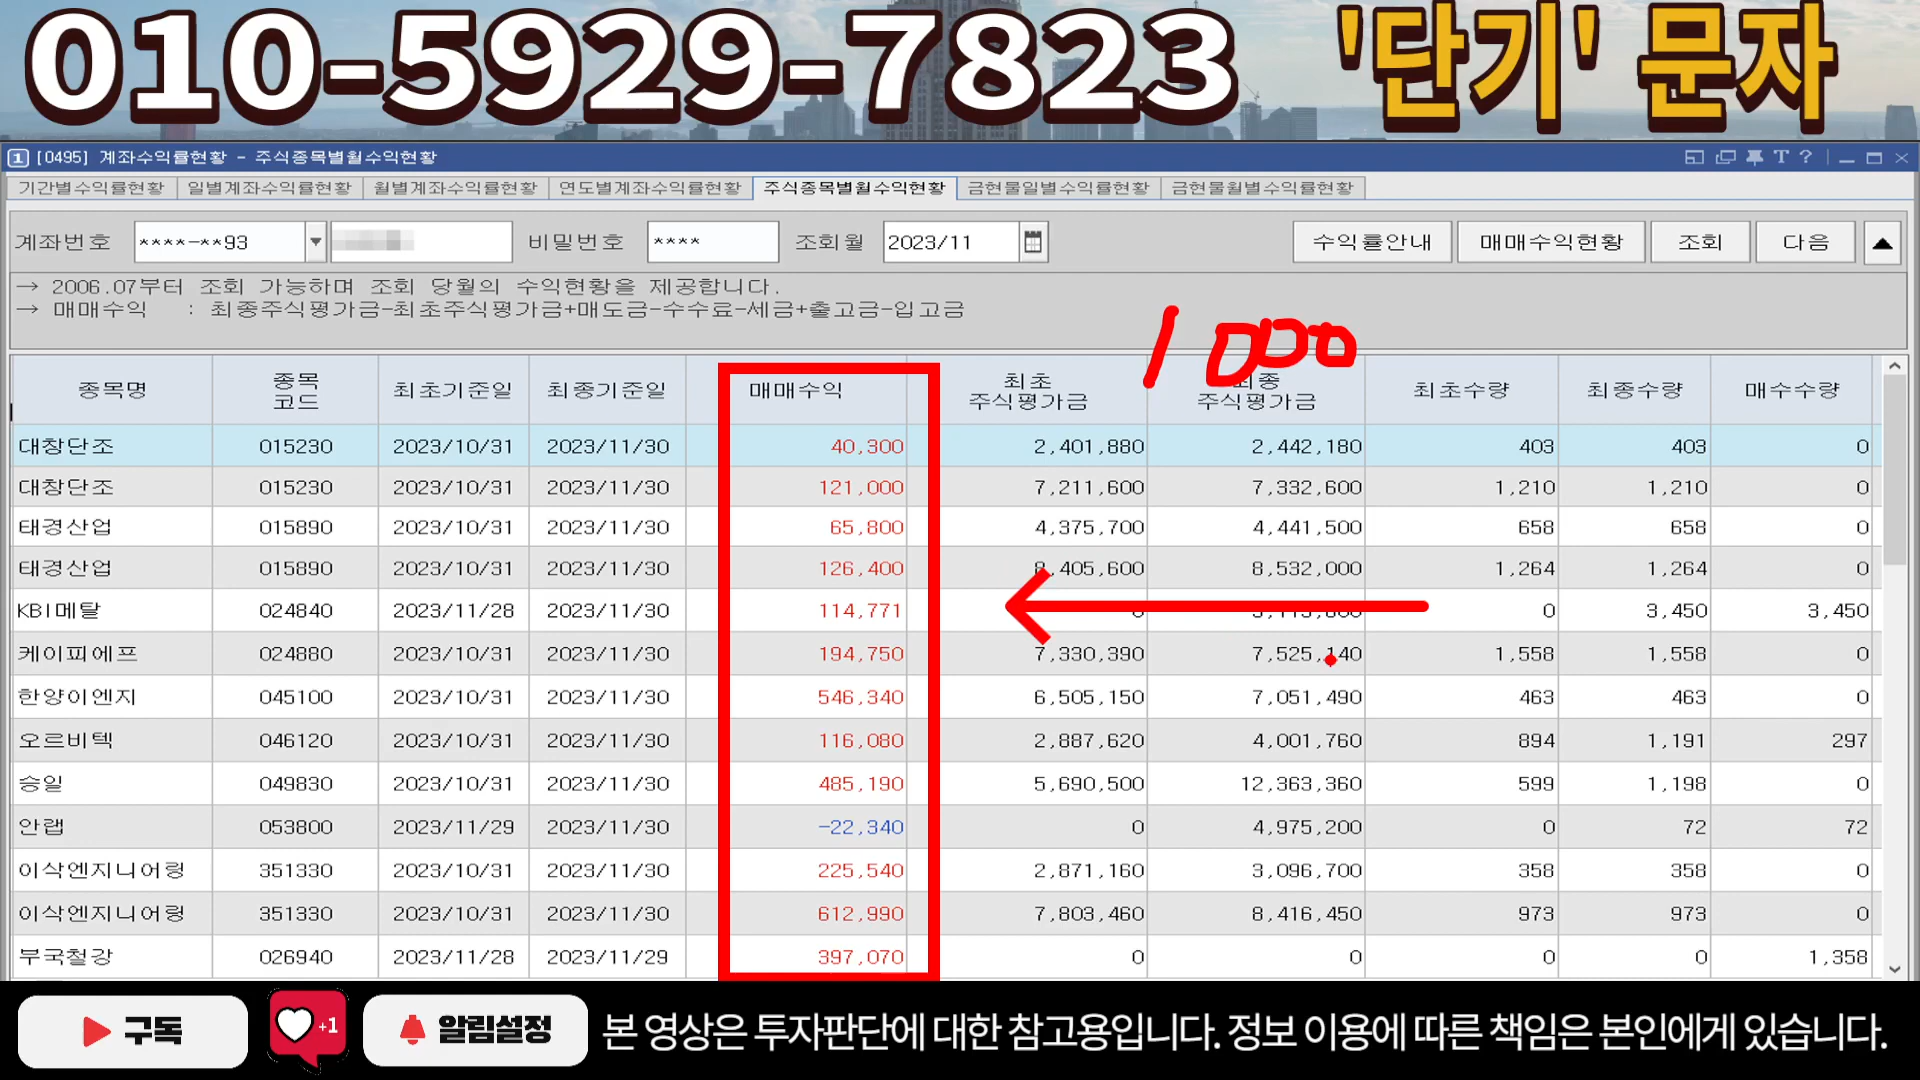 010-5929-7823 '단기' 문자
1 [0495] 계좌수익률현황 - 주식종목별월수익현황
기간별수익률현황 일별계좌수익률현황 월별계좌수익률현황 연도별계좌수익률현황 주식종목별월수익현황 금현물일별수익률현황 금현물월별수익률현황
계좌번호 ****-**93 비밀번호 **** 조회월 2023/11 수익률안내 매매수익현황 조회 다음
→ 2006.07부터 조회 가능하며 조회 당월의 수익현황을 제공합니다.
→ 매매수익 : 최종주식평가금-최초주식평가금+매도금-수수료-세금+출고금-입고금
1000
종목명 종목코드 최초기준일 최종기준일 매매수익 최초주식평가금 최종주식평가금 최초수량 최종수량 매수수량
대창단조 015230 2023/10/31 2023/11/30 40,300 2,401,880 2,442,180 403 403 0
대창단조 015230 2023/10/31 2023/11/30 121,000 7,211,600 7,332,600 1,210 1,210 0
태경산업 015890 2023/10/31 2023/11/30 65,800 4,375,700 4,441,500 658 658 0
태경산업 015890 2023/10/31 2023/11/30 126,400 8,405,600 8,532,000 1,264 1,264 0
KBI메탈 024840 2023/11/28 2023/11/30 114,771 0 0 3,450 3,450
케이피에프 024880 2023/10/31 2023/11/30 194,750 7,330,390 7,525,140 1,558 1,558 0
한양이엔지 045100 2023/10/31 2023/11/30 546,340 6,505,150 7,051,490 463 463 0
오르비텍 046120 2023/10/31 2023/11/30 116,080 2,887,620 4,001,760 894 1,191 297
승일 049830 2023/10/31 2023/11/30 485,190 5,690,500 12,363,360 599 1,198 0
안랩 053800 2023/11/29 2023/11/30 -22,340 0 4,975,200 0 72 72
이삭엔지니어링 351330 2023/10/31 2023/11/30 225,540 2,871,160 3,096,700 358 358 0
이삭엔지니어링 351330 2023/10/31 2023/11/30 612,990 7,803,460 8,416,450 973 973 0
부국철강 026940 2023/11/28 2023/11/29 397,070 0 0 0 0 1,358
구독 +1 알림설정 본 영상은 투자판단에 대한 참고용입니다. 정보 이용에 따른 책임은 본인에게 있습니다.